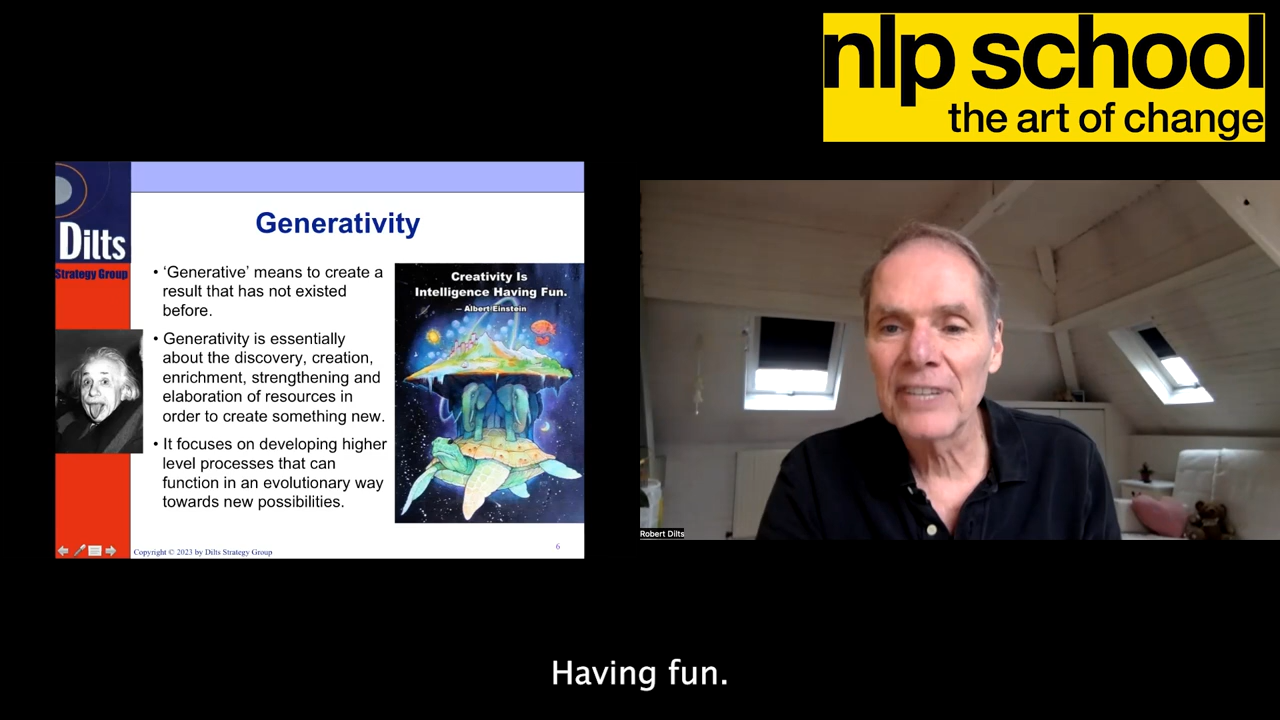 nlp school
the art of change
Dilts
Strategy Group
Generativity
• ‘Generative’ means to create a
result that has not existed
before.
• Generativity is essentially
about the discovery, creation,
enrichment, strengthening and
elaboration of resources in
order to create something new.
• It focuses on developing higher
level processes that can
function in an evolutionary way
towards new possibilities.
Creativity Is
Intelligence Having Fun.
– Albert Einstein
Copyright © 2023 by Dilts Strategy Group
6
Robert Dilts
Having fun.